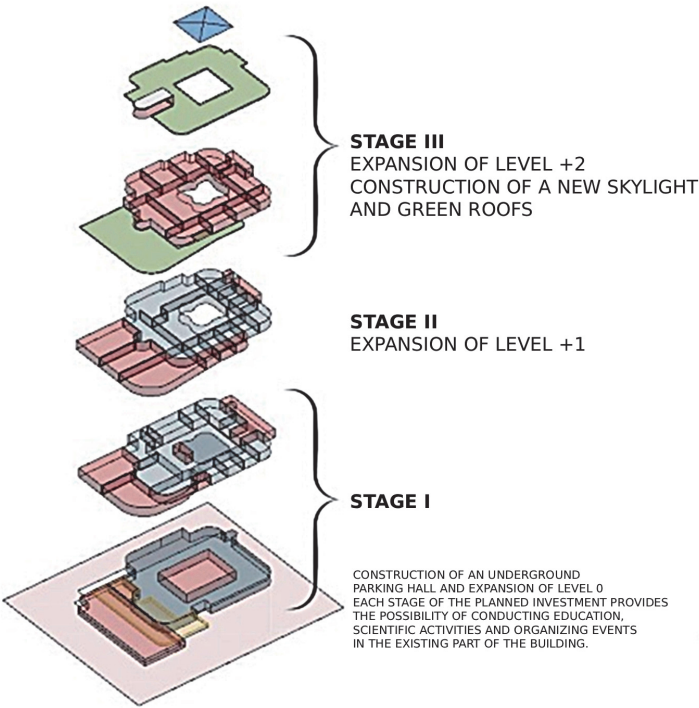 STAGE III
EXPANSION OF LEVEL +2
CONSTRUCTION OF A NEW SKYLIGHT
AND GREEN ROOFS
STAGE II
EXPANSION OF LEVEL +1
STAGE I
CONSTRUCTION OF AN UNDERGROUND
PARKING HALL AND EXPANSION OF LEVEL 0
EACH STAGE OF THE PLANNED INVESTMENT PROVIDES
THE POSSIBILITY OF CONDUCTING EDUCATION,
SCIENTIFIC ACTIVITIES AND ORGANIZING EVENTS
IN THE EXISTING PART OF THE BUILDING.